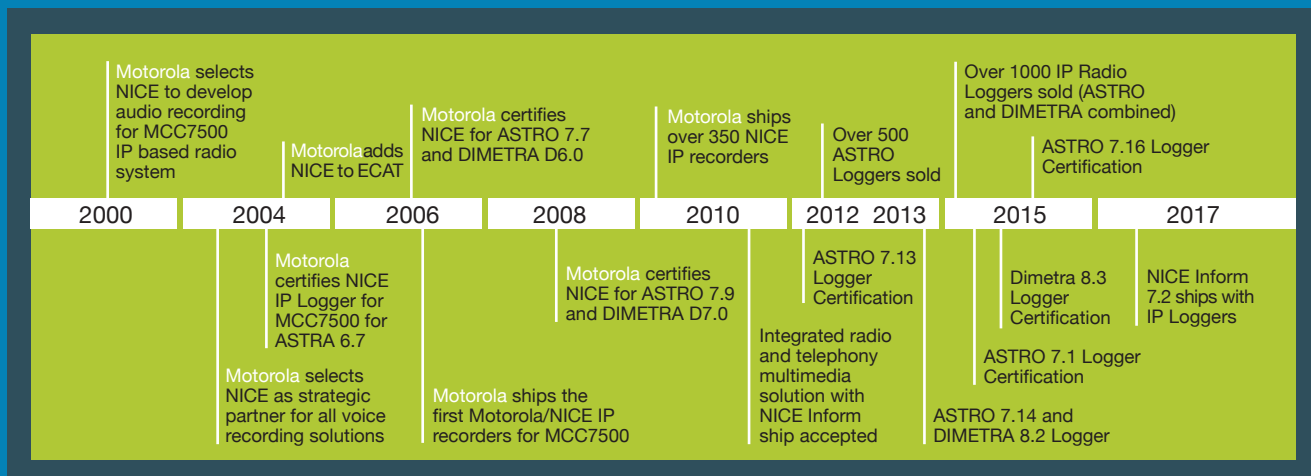 Motorola selects
NICE to develop
audio recording
for MCC7500
IP based radio
system
Motorolaadds
NICE to ECAT
Motorola certifies
NICE for ASTRO 7.7
and DIMETRA D6.0
Motorola ships
over 350 NICE
IP recorders
Over 500
ASTRO
Loggers sold
Over 1000 IP Radio
Loggers sold (ASTRO
and DIMETRA combined)
ASTRO 7.16 Logger
Certification
2000
2004
2006
2008
2010
2012
2013
2015
2017
Motorola
certifies NICE
IP Logger for
MCC7500 for
ASTRA 6.7
Motorola selects
NICE as strategic
partner for all voice
recording solutions
Motorola ships the
first Motorola/NICE IP
recorders for MCC7500
Motorola certifies
NICE for ASTRO 7.9
and DIMETRA D7.0
Integrated radio
and telephony
multimedia
solution with
NICE Inform
ship accepted
ASTRO 7.13
Logger
Certification
ASTRO 7.14 and
DIMETRA 8.2 Logger
ASTRO 7.1 Logger
Certification
Dimetra 8.3
Logger
Certification
NICE Inform
7.2 ships with
IP Loggers